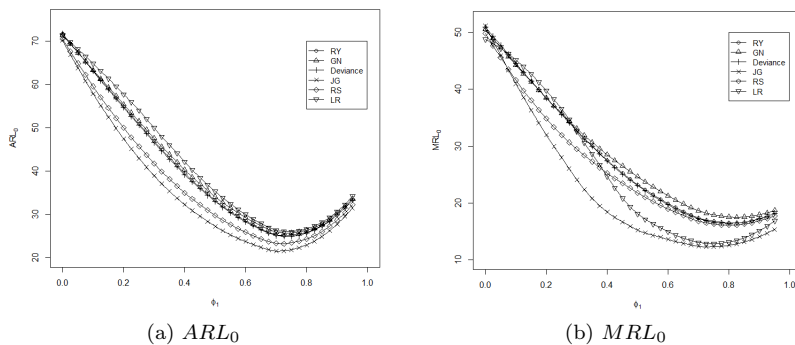 ARL₀
70
60
50
40
30
20
RY
GN
Deviance
JG
RS
LR
0.0 0.2 0.4 0.6 0.8 1.0
ϕ₁
(a) ARL₀
MRL₀
50
40
30
20
10
RY
GN
Deviance
JG
RS
LR
0.0 0.2 0.4 0.6 0.8 1.0
ϕ₁
(b) MRL₀